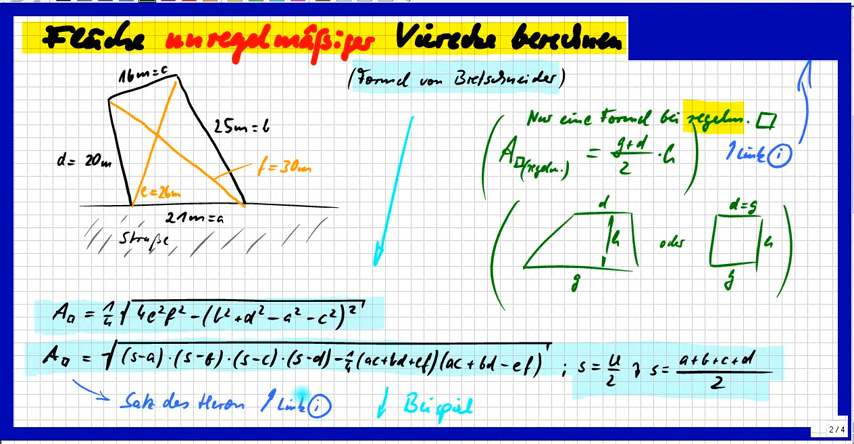 Fläche unregelmäßiger Vierecke berechnen
(Formel von Bretschneider)
16m=c
25m=b
d=20m
f=30m
e=26m
21m=a
Straße
Nur eine Formel bei regelm. □
(A□(regelm.) = (g+d)/2 · h)
↑Link ⓘ
d
h
g
oder
d=g
h
g
A□ = 1/4 √(4e²f² − (b²+d²−a²−c²)²)
A□ = √((s−a)·(s−b)·(s−c)·(s−d) − 1/4(ac+bd+ef)(ac+bd−ef)) ; s = u/2 ; s = (a+b+c+d)/2
Satz des Heron ↑Link ⓘ
↓ Beispiel
2/4